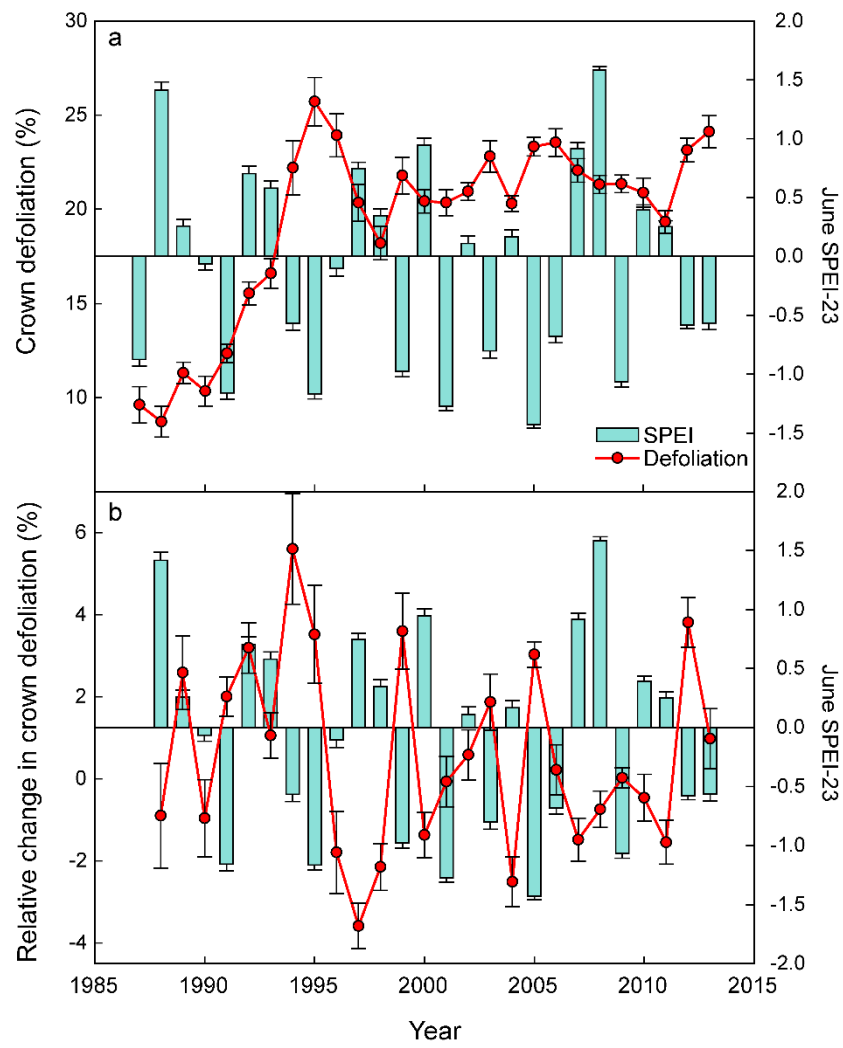 a
30
25
20
15
10
Crown defoliation (%)
2.0
1.5
1.0
0.5
0.0
-0.5
-1.0
-1.5
June SPEI-23
SPEI
Defoliation
b
6
4
2
0
-2
-4
Relative change in crown defoliation (%)
2.0
1.5
1.0
0.5
0.0
-0.5
-1.0
-1.5
-2.0
June SPEI-23
1985 1990 1995 2000 2005 2010 2015
Year